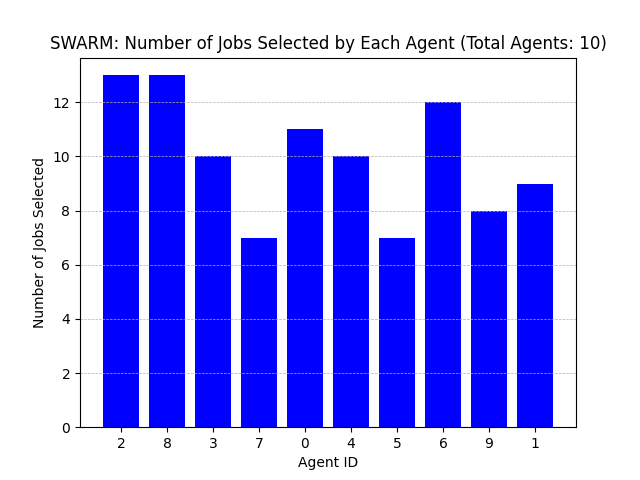 SWARM: Number of Jobs Selected by Each Agent (Total Agents: 10)
Number of Jobs Selected
12
10
8
6
4
2
0
2 8 3 7 0 4 5 6 9 1
Agent ID